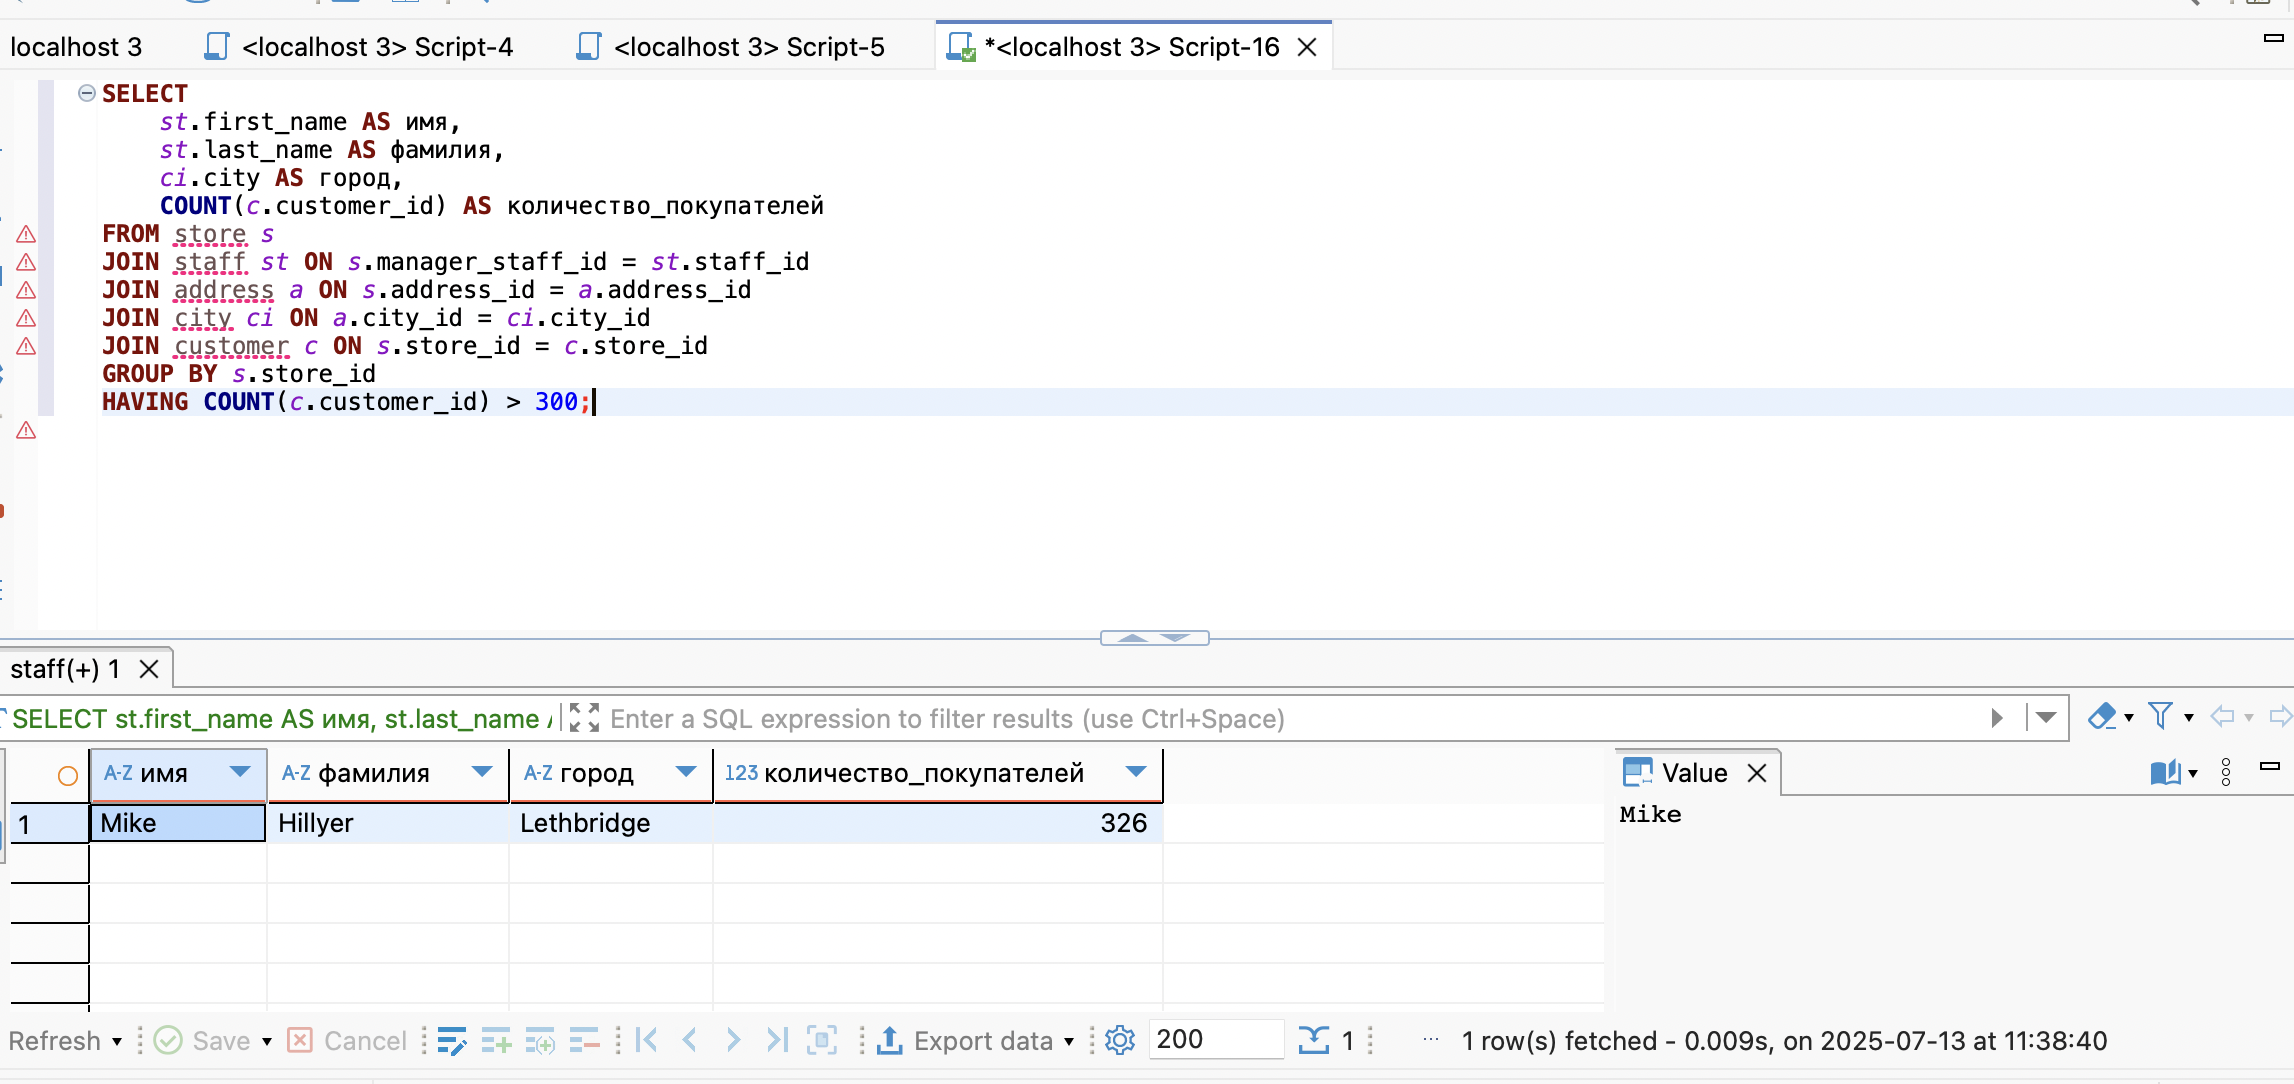 localhost 3
<localhost 3> Script-4
<localhost 3> Script-5
*<localhost 3> Script-16
SELECT
st.first_name AS имя,
st.last_name AS фамилия,
ci.city AS город,
COUNT(c.customer_id) AS количество_покупателей
FROM store s
JOIN staff st ON s.manager_staff_id = st.staff_id
JOIN address a ON s.address_id = a.address_id
JOIN city ci ON a.city_id = ci.city_id
JOIN customer c ON s.store_id = c.store_id
GROUP BY s.store_id
HAVING COUNT(c.customer_id) > 300;
staff(+) 1
SELECT st.first_name AS имя, st.last_name
Enter a SQL expression to filter results (use Ctrl+Space)
A-Z имя
A-Z фамилия
A-Z город
123 количество_покупателей
Value
1
Mike
Hillyer
Lethbridge
326
Mike
Refresh
Save
Cancel
Export data
200
1
1 row(s) fetched - 0.009s, on 2025-07-13 at 11:38:40